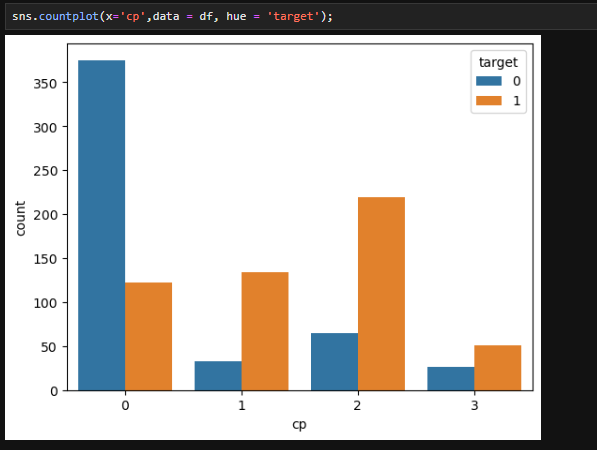 sns.countplot(x='cp',data = df, hue = 'target');
target
0
1
350
300
250
200
150
100
50
0
count
0 1 2 3
cp